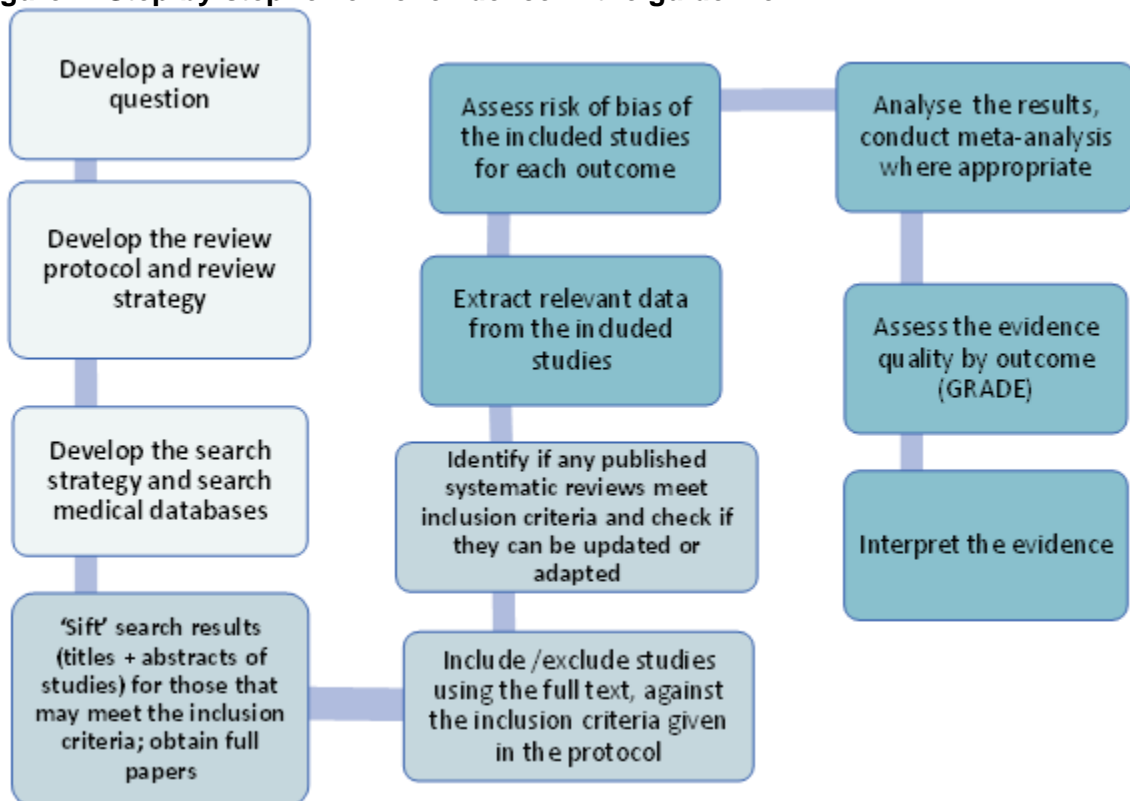 Develop a review
question
Develop the review
protocol and review
strategy
Develop the search
strategy and search
medical databases
‘Sift’ search results
(titles + abstracts of
studies) for those that
may meet the inclusion
criteria; obtain full
papers
Include /exclude studies
using the full text, against
the inclusion criteria given
in the protocol
Identify if any published
systematic reviews meet
inclusion criteria and check if
they can be updated or
adapted
Extract relevant data
from the included
studies
Assess risk of bias of
the included studies
for each outcome
Analyse the results,
conduct meta-analysis
where appropriate
Assess the evidence
quality by outcome
(GRADE)
Interpret the evidence